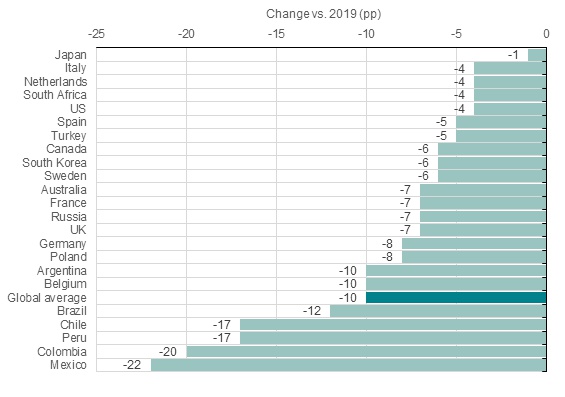 Change vs. 2019 (pp)
-25 -20 -15 -10 -5 0
Japan -1
Italy -4
Netherlands -4
South Africa -4
US -4
Spain -5
Turkey -5
Canada -6
South Korea -6
Sweden -6
Australia -7
France -7
Russia -7
UK -7
Germany -8
Poland -8
Argentina -10
Belgium -10
Global average -10
Brazil -12
Chile -17
Peru -17
Colombia -20
Mexico -22